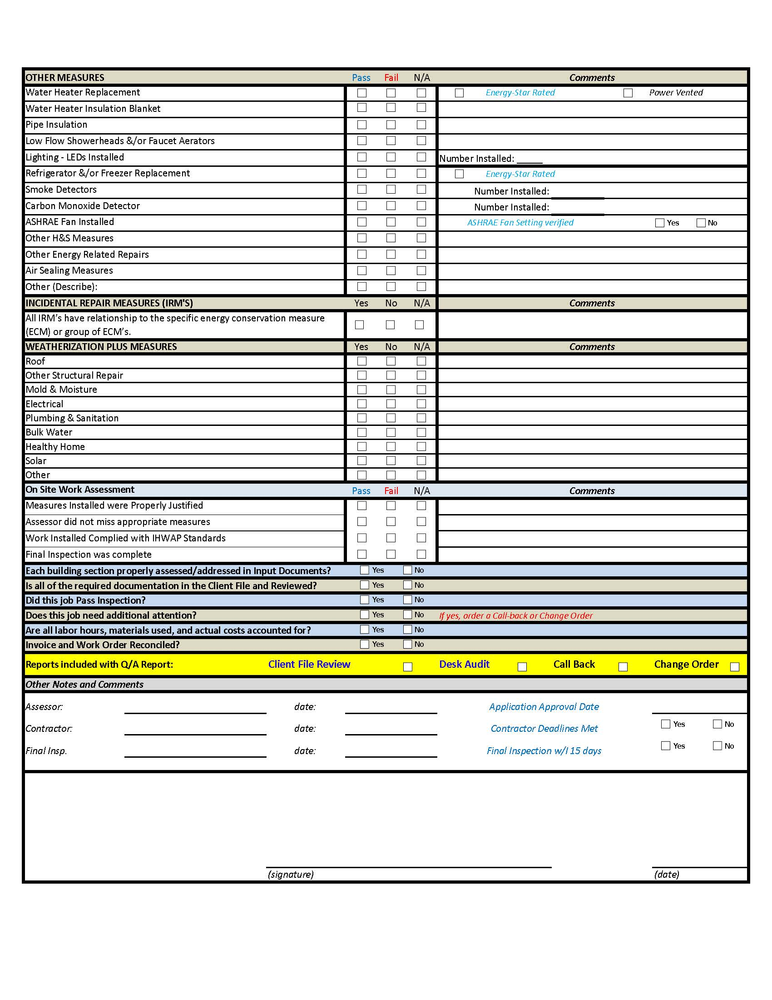 OTHER MEASURES Pass Fail N/A Comments
Water Heater Replacement Energy-Star Rated Power Vented
Water Heater Insulation Blanket
Pipe Insulation
Low Flow Showerheads &/or Faucet Aerators
Lighting - LEDs Installed Number Installed: _____
Refrigerator &/or Freezer Replacement Energy-Star Rated
Smoke Detectors Number Installed:
Carbon Monoxide Detector Number Installed:
ASHRAE Fan Installed ASHRAE Fan Setting verified Yes No
Other H&S Measures
Other Energy Related Repairs
Air Sealing Measures
Other (Describe):
INCIDENTAL REPAIR MEASURES (IRM'S) Yes No N/A Comments
All IRM’s have relationship to the specific energy conservation measure
(ECM) or group of ECM’s.
WEATHERIZATION PLUS MEASURES Yes No N/A Comments
Roof
Other Structural Repair
Mold & Moisture
Electrical
Plumbing & Sanitation
Bulk Water
Healthy Home
Solar
Other
On Site Work Assessment Pass Fail N/A Comments
Measures Installed were Properly Justified
Assessor did not miss appropriate measures
Work Installed Complied with IHWAP Standards
Final Inspection was complete
Each building section properly assessed/addressed in Input Documents? Yes No
Is all of the required documentation in the Client File and Reviewed? Yes No
Did this job Pass Inspection? Yes No
Does this job need additional attention? Yes No If yes, order a Call-back or Change Order
Are all labor hours, materials used, and actual costs accounted for? Yes No
Invoice and Work Order Reconciled? Yes No
Reports included with Q/A Report: Client File Review Desk Audit Call Back Change Order
Other Notes and Comments
Assessor: date: Application Approval Date
Contractor: date: Contractor Deadlines Met Yes No
Final Insp. date: Final Inspection w/I 15 days Yes No
(signature) (date)